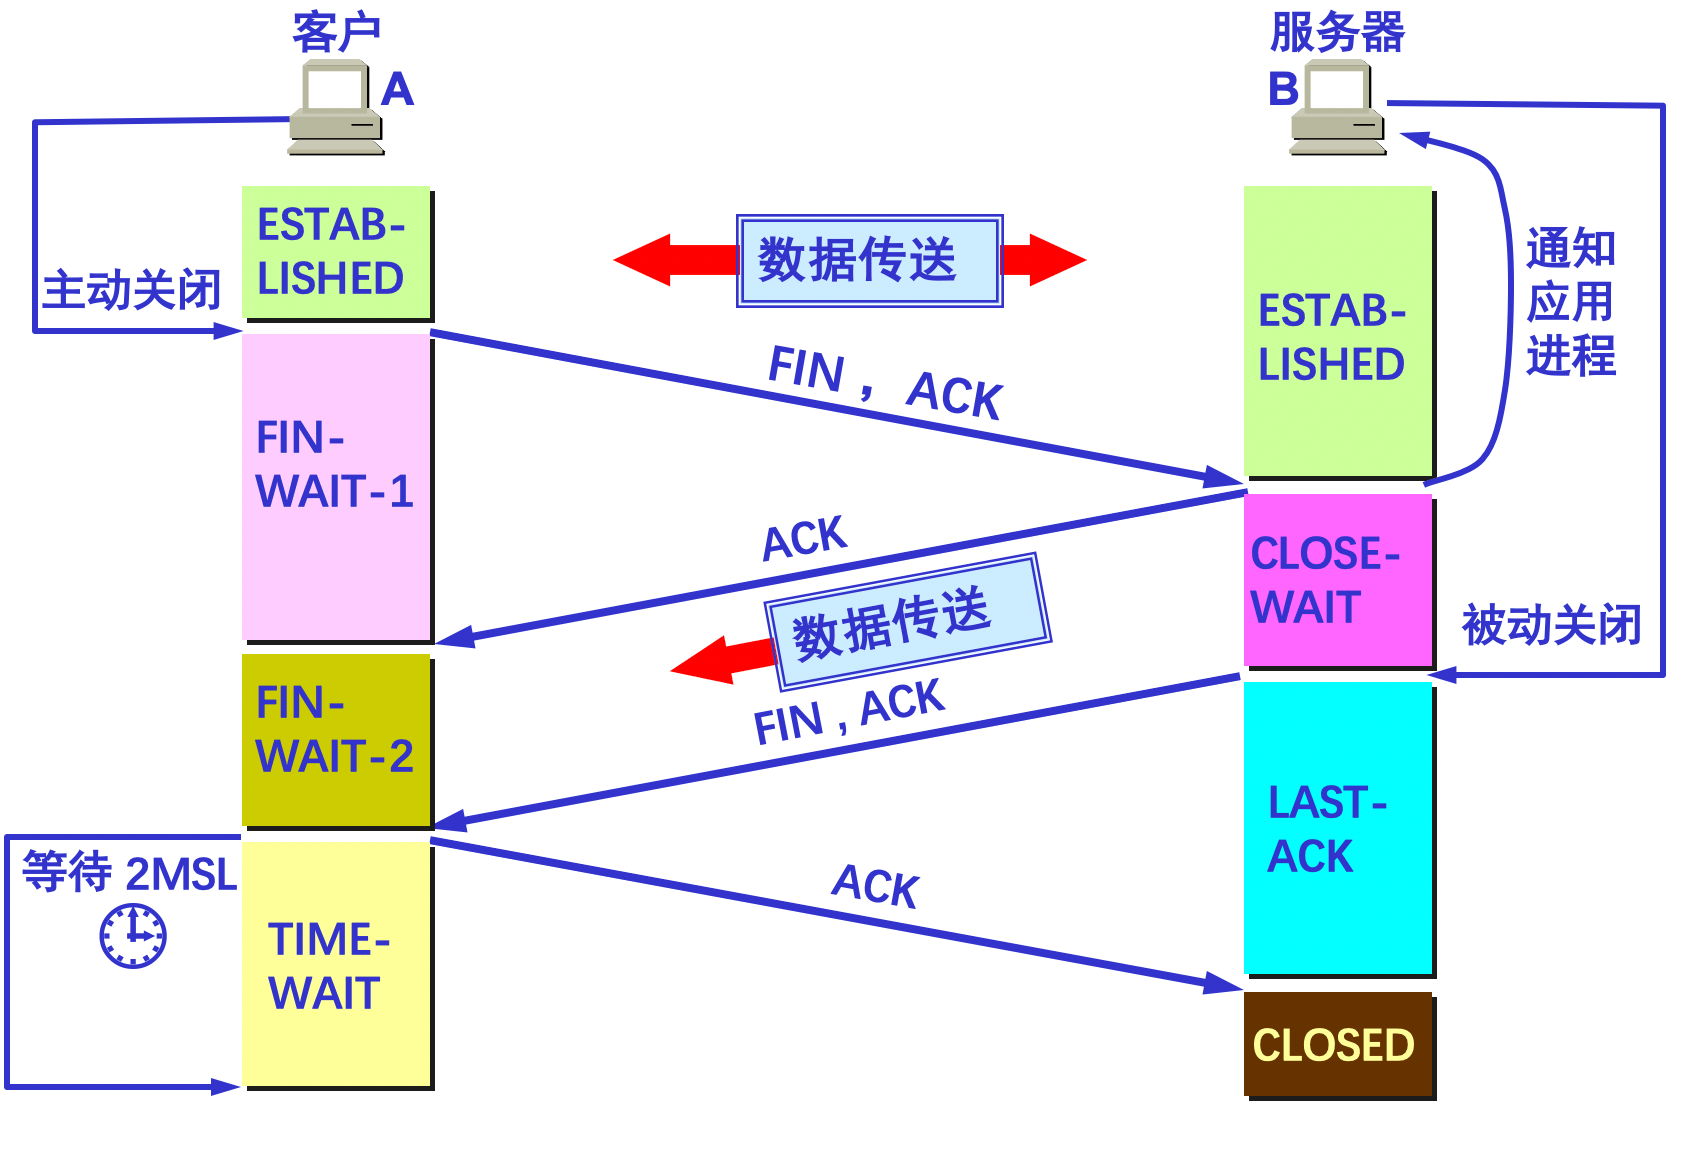 客户
A
服务器
B
ESTAB-
LISHED
主动关闭
数据传送
ESTAB-
LISHED
通知
应用
进程
FIN， ACK
FIN-
WAIT-1
ACK
CLOSE-
WAIT
被动关闭
数据传送
FIN , ACK
FIN-
WAIT-2
LAST-
ACK
等待 2MSL
ACK
TIME-
WAIT
CLOSED